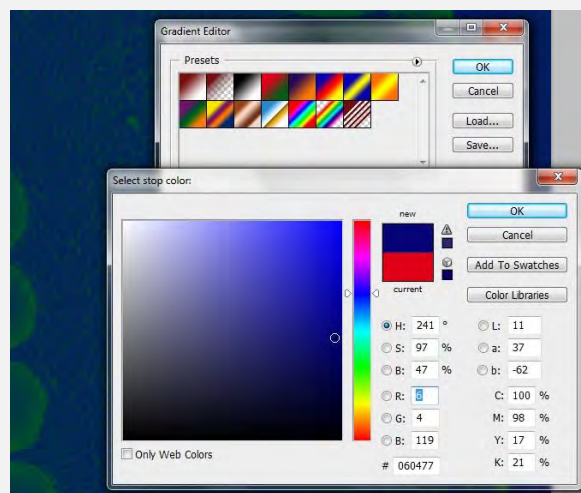 Gradient Editor
Presets
OK
Cancel
Load...
Save...
Select stop color:
new
current
OK
Cancel
Add To Swatches
Color Libraries
H: 241 °
S: 97 %
B: 47 %
R: 6
G: 4
B: 119
# 060477
L: 11
a: 37
b: -62
C: 100 %
M: 98 %
Y: 17 %
K: 21 %
Only Web Colors